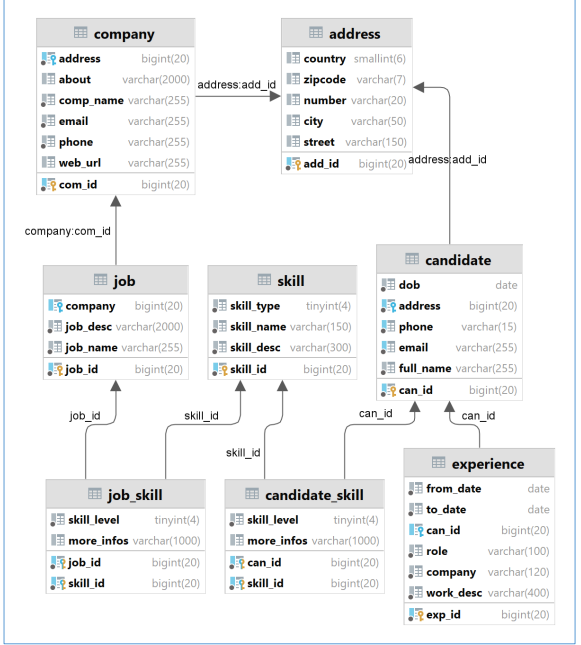 company
address bigint(20)
about varchar(2000)
comp_name varchar(255)
email varchar(255)
phone varchar(255)
web_url varchar(255)
com_id bigint(20)
address:add_id
address
country smallint(6)
zipcode varchar(7)
number varchar(20)
city varchar(50)
street varchar(150)
add_id bigint(20)
address:add_id
company:com_id
candidate
dob date
address bigint(20)
phone varchar(15)
email varchar(255)
full_name varchar(255)
can_id bigint(20)
job
company bigint(20)
job_desc varchar(2000)
job_name varchar(255)
job_id bigint(20)
skill
skill_type tinyint(4)
skill_name varchar(150)
skill_desc varchar(300)
skill_id bigint(20)
job_id
skill_id
skill_id
can_id
can_id
job_skill
skill_level tinyint(4)
more_infos varchar(1000)
job_id bigint(20)
skill_id bigint(20)
candidate_skill
skill_level tinyint(4)
more_infos varchar(1000)
can_id bigint(20)
skill_id bigint(20)
experience
from_date date
to_date date
can_id bigint(20)
role varchar(100)
company varchar(120)
work_desc varchar(400)
exp_id bigint(20)